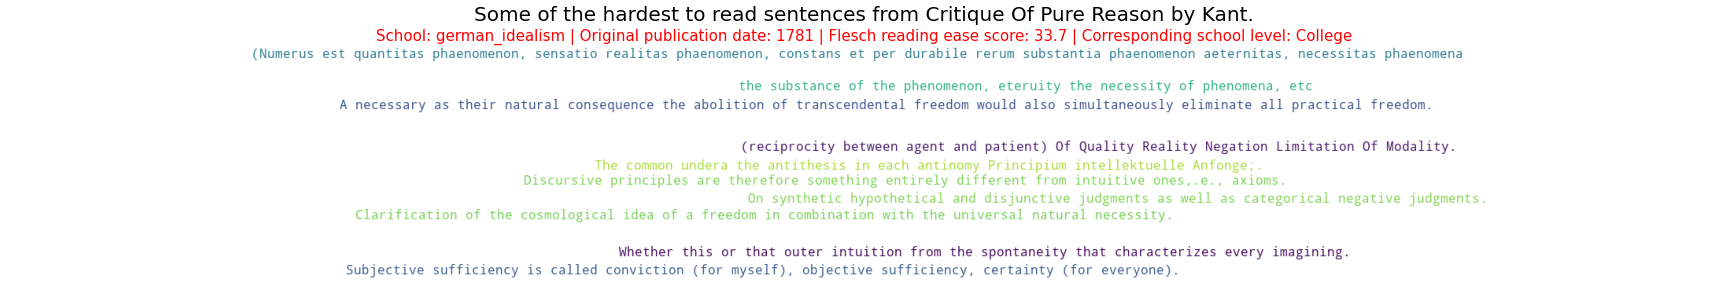 Some of the hardest to read sentences from Critique Of Pure Reason by Kant.
School: german_idealism | Original publication date: 1781 | Flesch reading ease score: 33.7 | Corresponding school level: College
(Numerus est quantitas phaenomenon, sensatio realitas phaenomenon, constans et per durabile rerum substantia phaenomenon aeternitas, necessitas phaenomena
the substance of the phenomenon, eteruity the necessity of phenomena, etc
A necessary as their natural consequence the abolition of transcendental freedom would also simultaneously eliminate all practical freedom.
(reciprocity between agent and patient) Of Quality Reality Negation Limitation Of Modality.
The common undera the antithesis in each antinomy Principium intellektuelle Anfonge;.
Discursive principles are therefore something entirely different from intuitive ones,.e., axioms.
On synthetic hypothetical and disjunctive judgments as well as categorical negative judgments.
Clarification of the cosmological idea of a freedom in combination with the universal natural necessity.
Whether this or that outer intuition from the spontaneity that characterizes every imagining.
Subjective sufficiency is called conviction (for myself), objective sufficiency, certainty (for everyone).